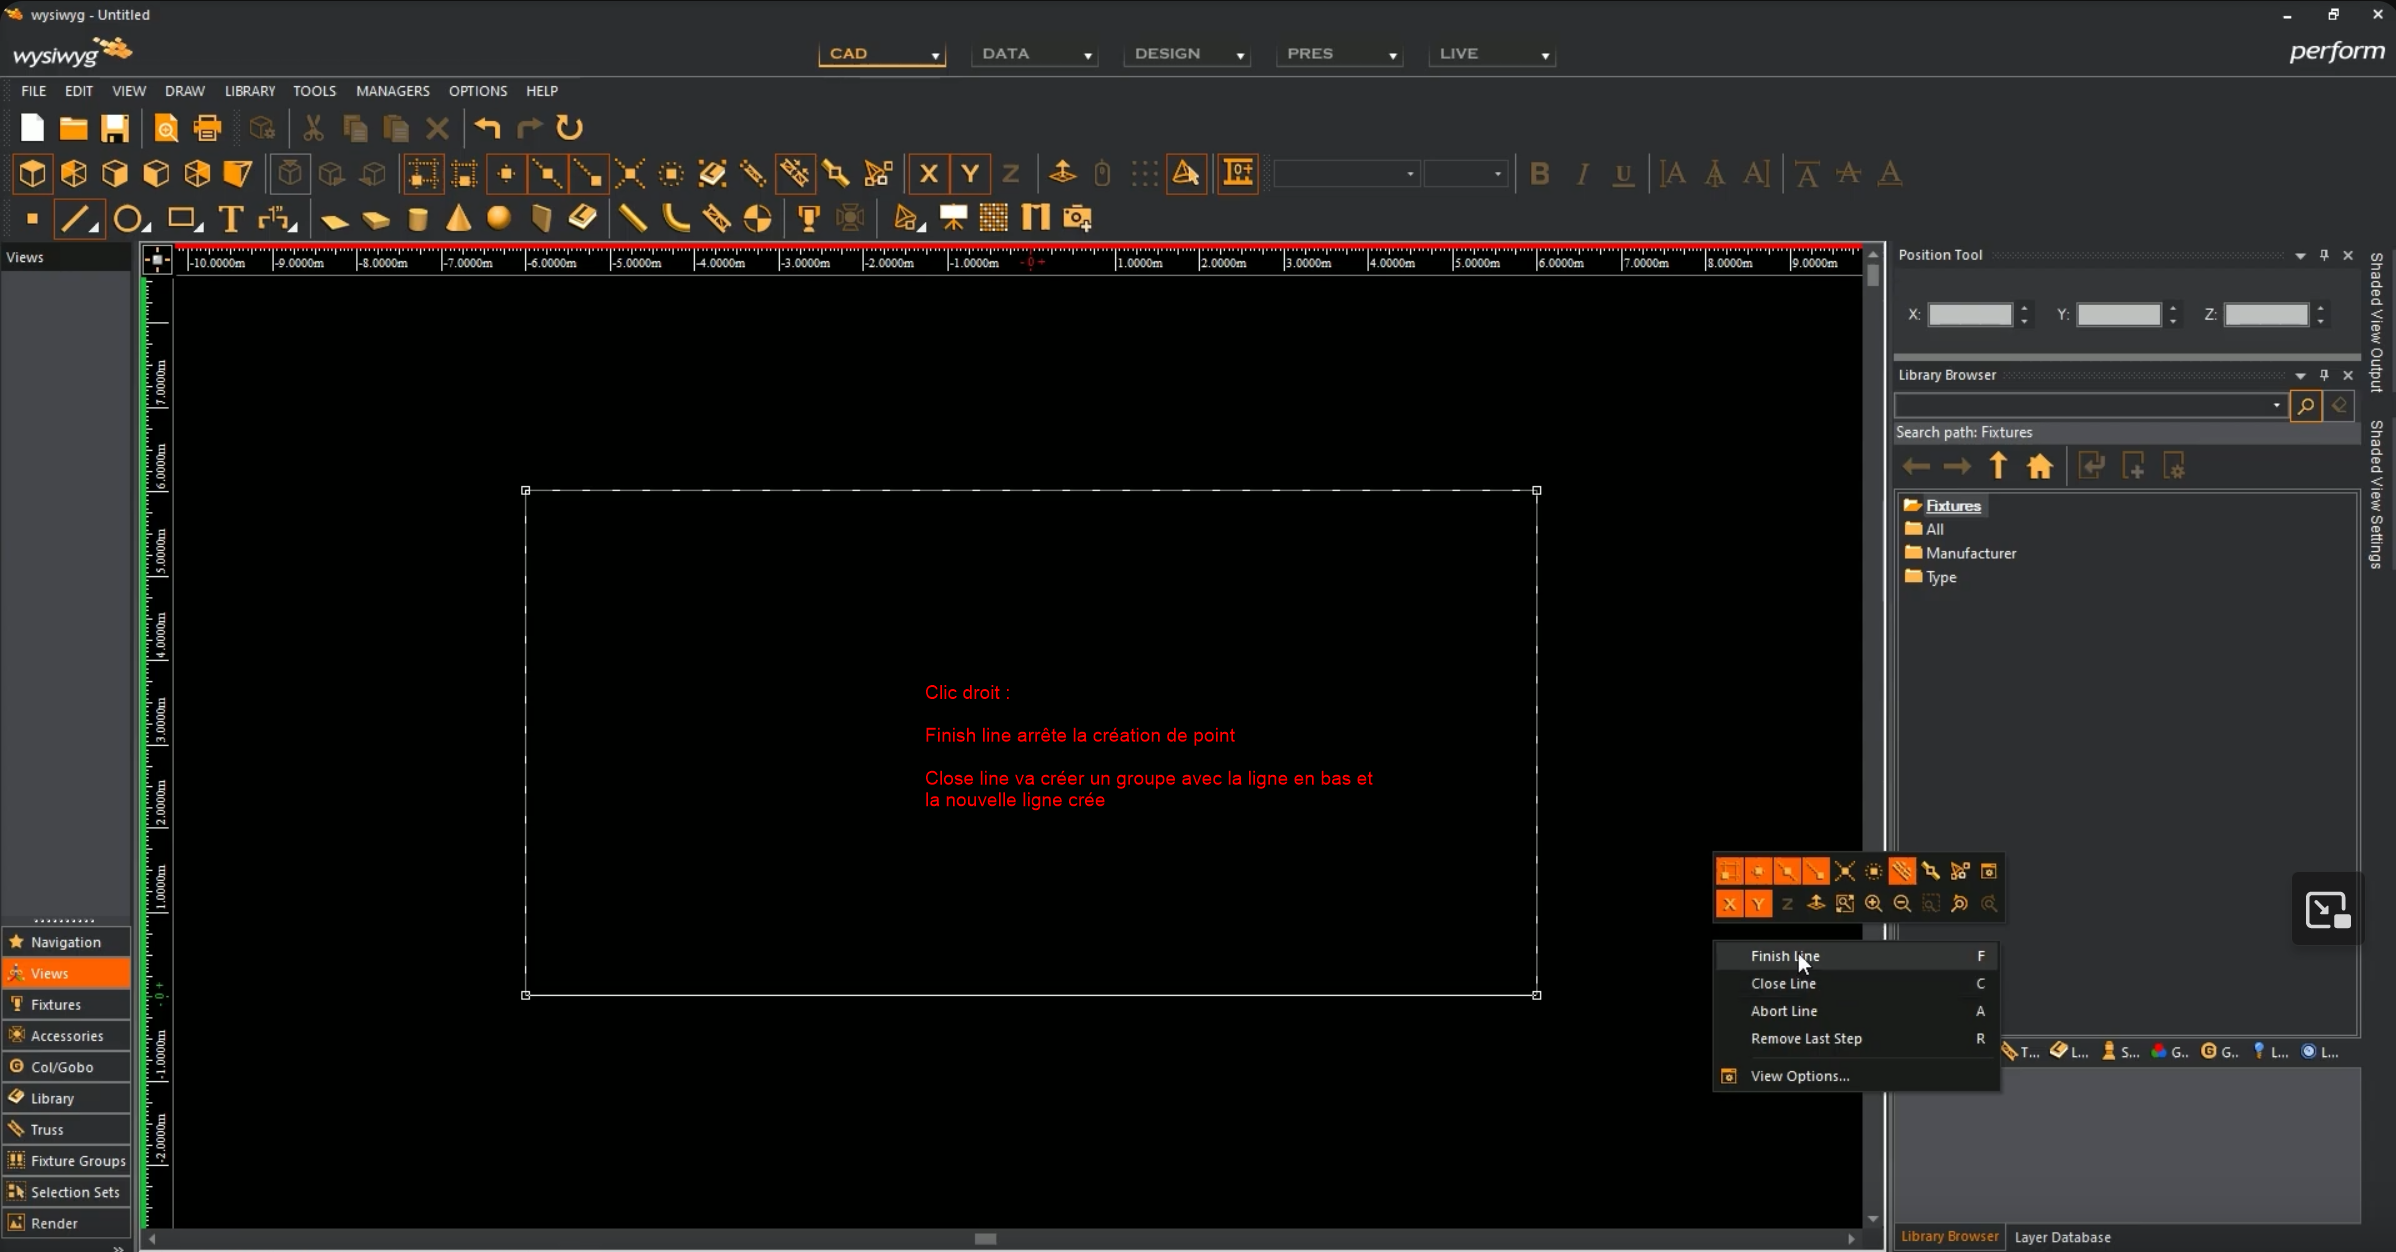 wysiwyg - Untitled
wysiwyg
CAD
DATA
DESIGN
PRES
LIVE
perform
FILE EDIT VIEW DRAW LIBRARY TOOLS MANAGERS OPTIONS HELP
X Y Z
B I U
Views
-10.0000m -9.0000m -8.0000m -7.0000m -6.0000m -5.0000m -4.0000m -3.0000m -2.0000m -1.0000m -0+ 1.0000m 2.0000m 3.0000m 4.0000m 5.0000m 6.0000m 7.0000m 8.0000m 9.0000m
7.0000m
6.0000m
5.0000m
4.0000m
3.0000m
2.0000m
1.0000m
-0+
-1.0000m
-2.0000m
Clic droit :
Finish line arrête la création de point
Close line va créer un groupe avec la ligne en bas et
la nouvelle ligne crée
X Y Z
Finish Line F
Close Line C
Abort Line A
Remove Last Step R
View Options...
Navigation
Views
Fixtures
Accessories
Col/Gobo
Library
Truss
Fixture Groups
Selection Sets
Render
Position Tool
X: Y: Z:
Library Browser
Search path: Fixtures
Fixtures
All
Manufacturer
Type
T... L... S... G.. G.. L... L...
Library Browser Layer Database
Shaded View Output
Shaded View Settings